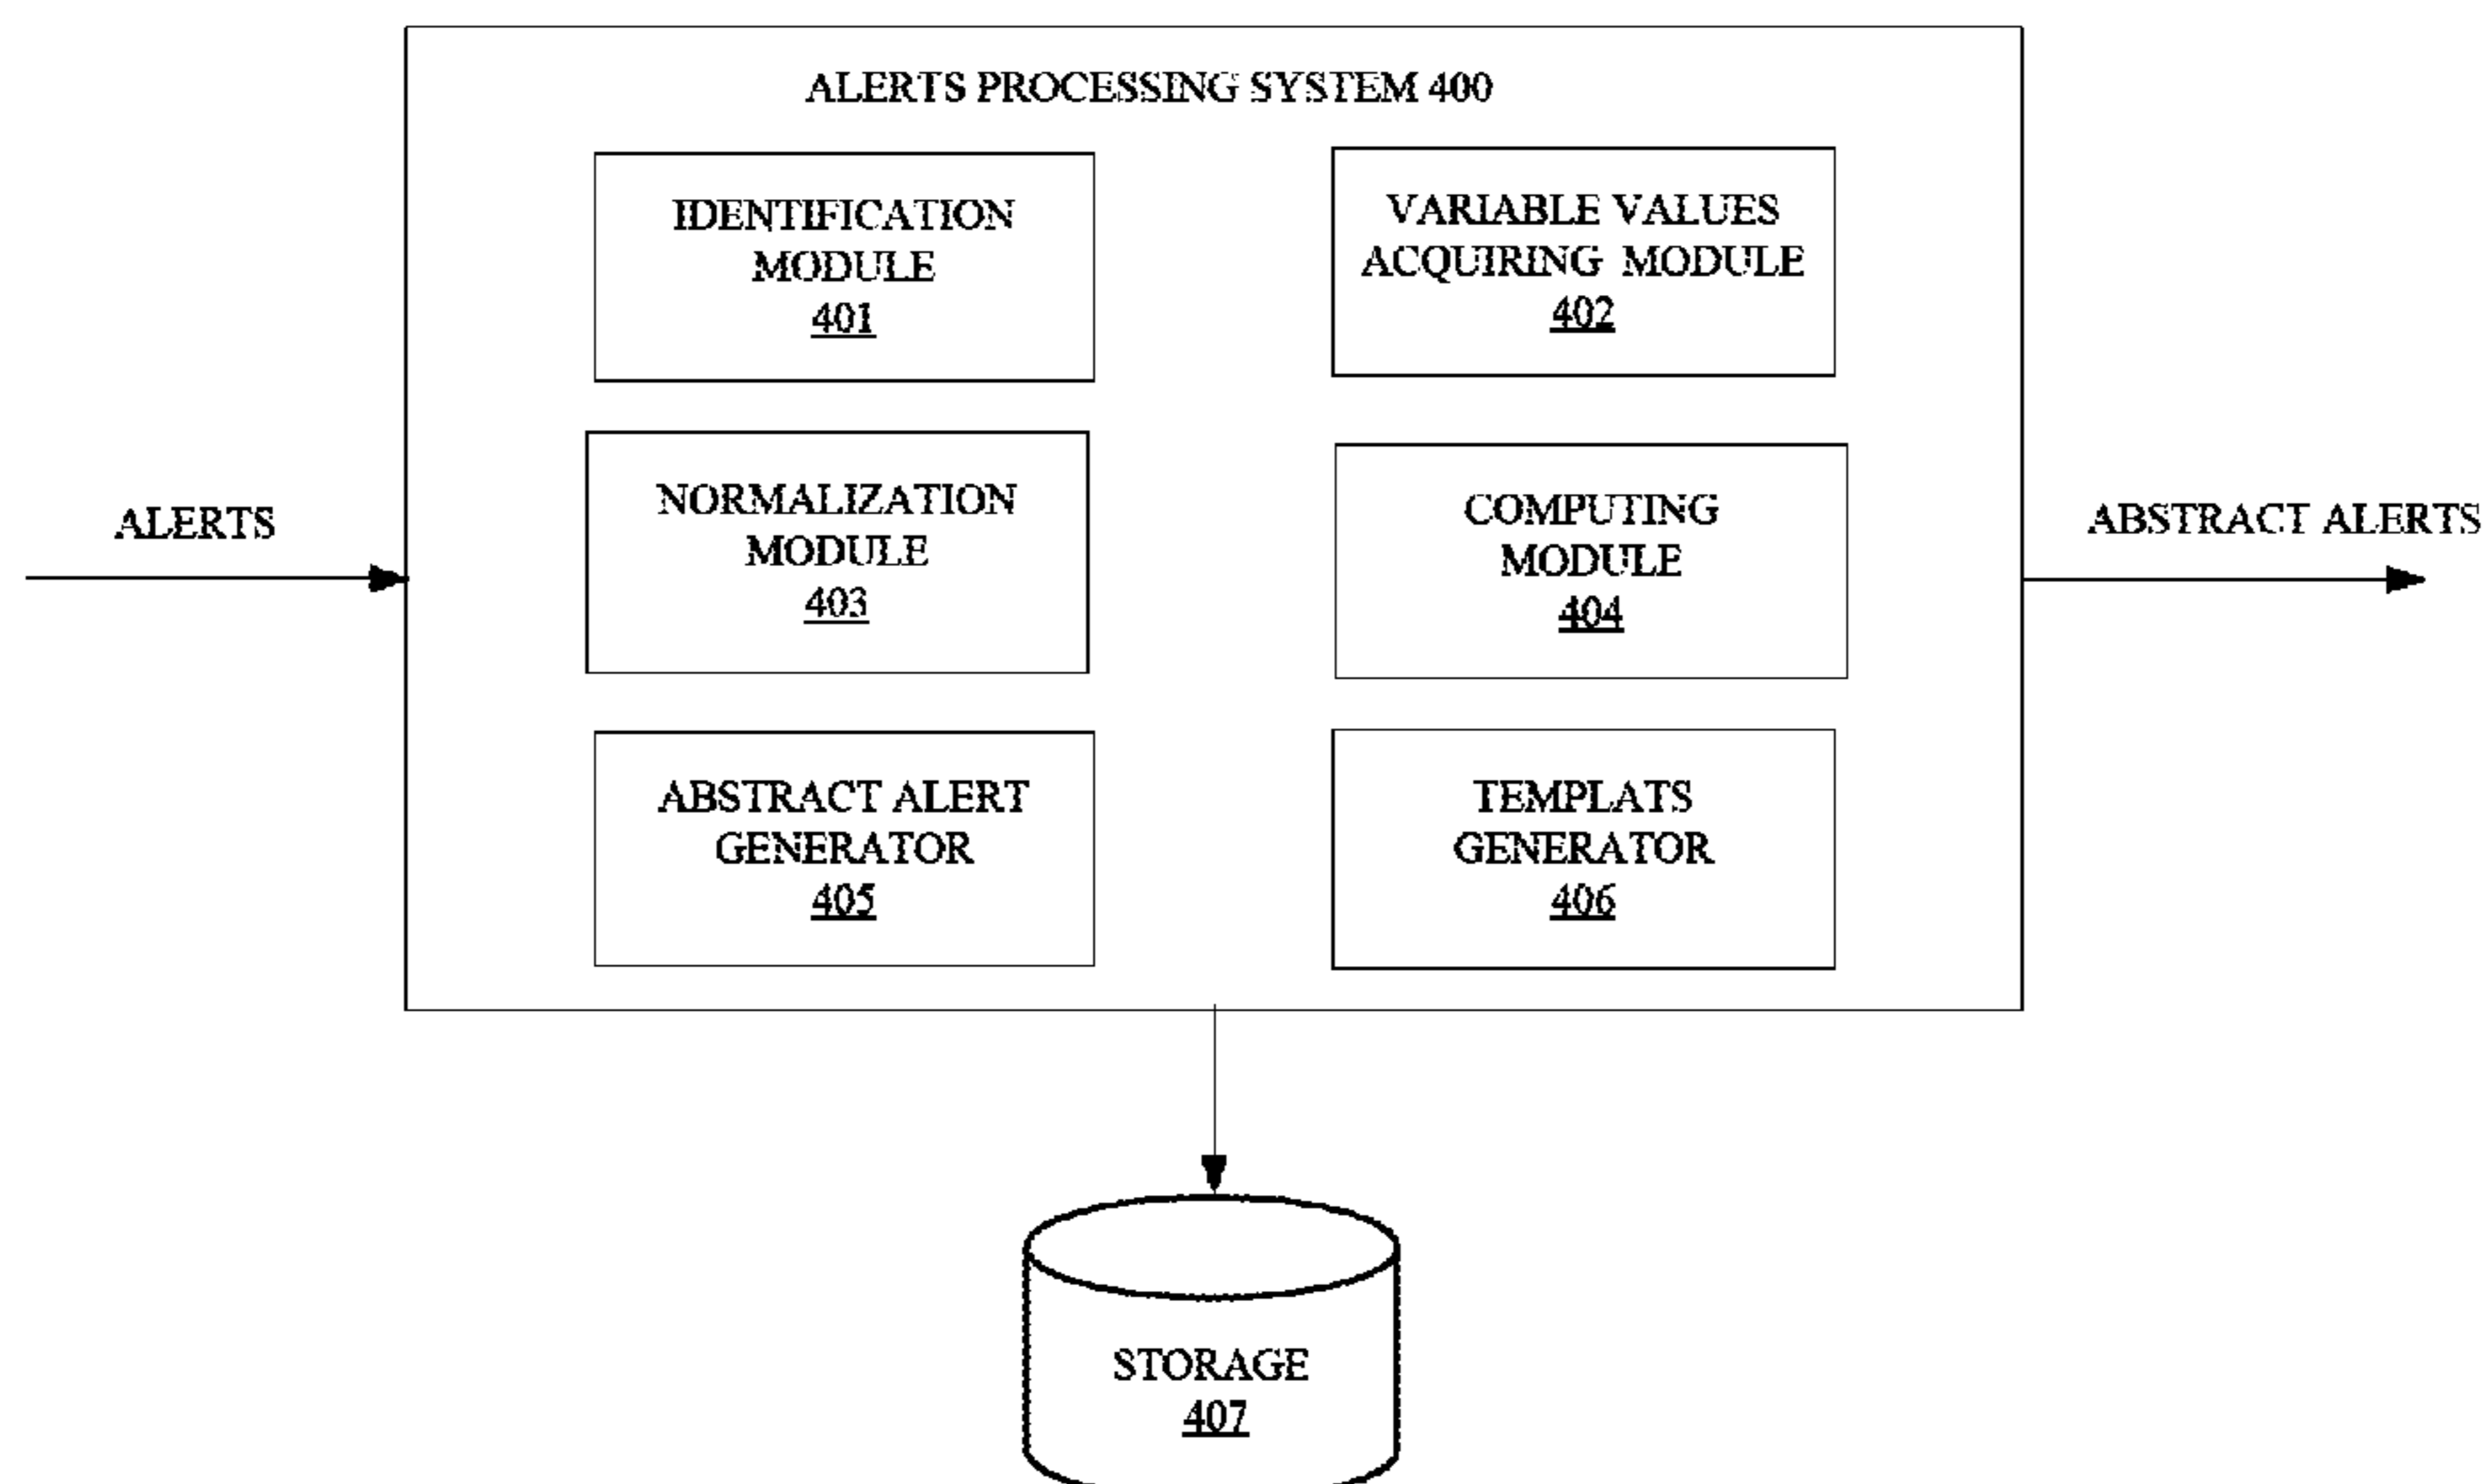 ALERTS PROCESSING SYSTEM 400
IDENTIFICATION
MODULE
401
VARIABLE VALUES
ACQUIRING MODULE
402
ALERTS
NORMALIZATION
MODULE
403
COMPUTING
MODULE
404
ABSTRACT ALERTS
ABSTRACT ALERT
GENERATOR
405
TEMPLATS
GENERATOR
406
STORAGE
407